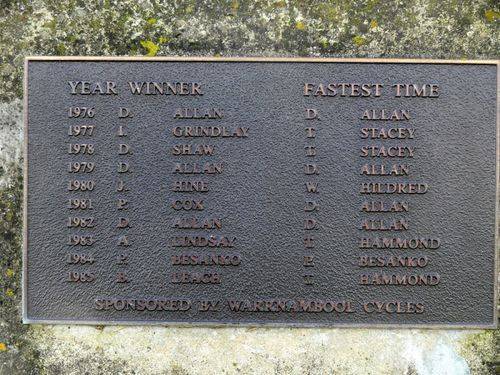 YEAR WINNER FASTEST TIME
1976 D. ALLAN D. ALLAN
1977 I. GRINDLAY T. STACEY
1978 D. SHAW T. STACEY
1979 D. ALLAN D. ALLAN
1980 J. HINE W. HILDRED
1981 P. COX D. ALLAN
1982 D. ALLAN D. ALLAN
1983 A. LINDSAY T. HAMMOND
1984 P. BESANKO P. BESANKO
1985 B. LEACH T. HAMMOND
SPONSORED BY WARRNAMBOOL CYCLES